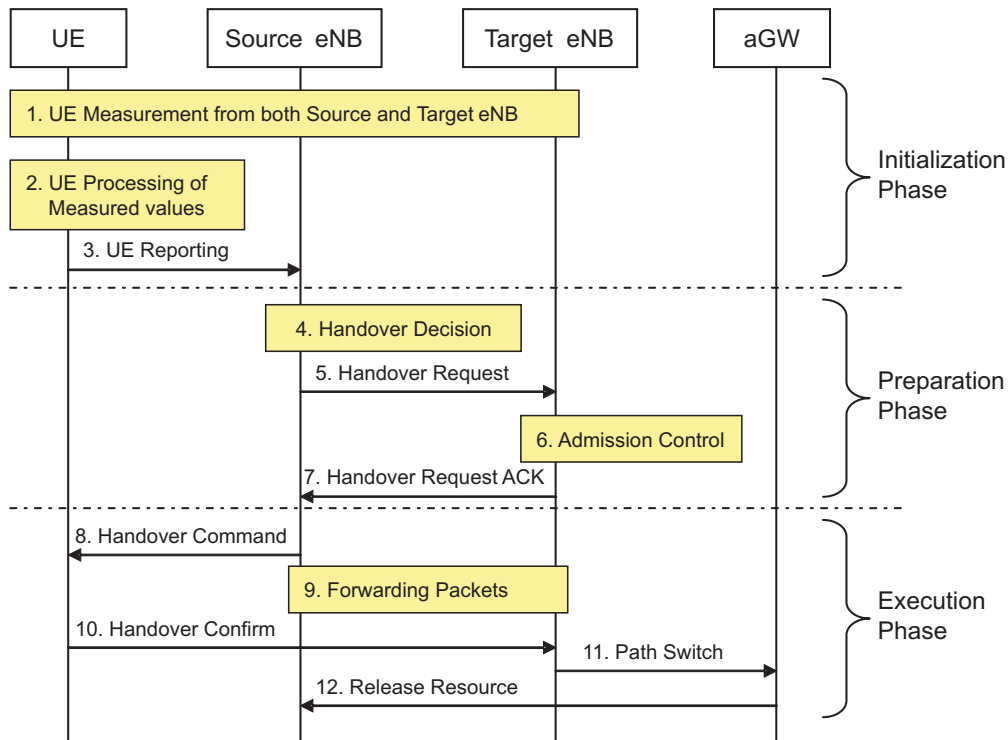 UE
Source eNB
Target eNB
aGW
1. UE Measurement from both Source and Target eNB
Initialization
Phase
2. UE Processing of
Measured values
3. UE Reporting
4. Handover Decision
5. Handover Request
Preparation
Phase
6. Admission Control
7. Handover Request ACK
8. Handover Command
9. Forwarding Packets
Execution
Phase
10. Handover Confirm
11. Path Switch
12. Release Resource